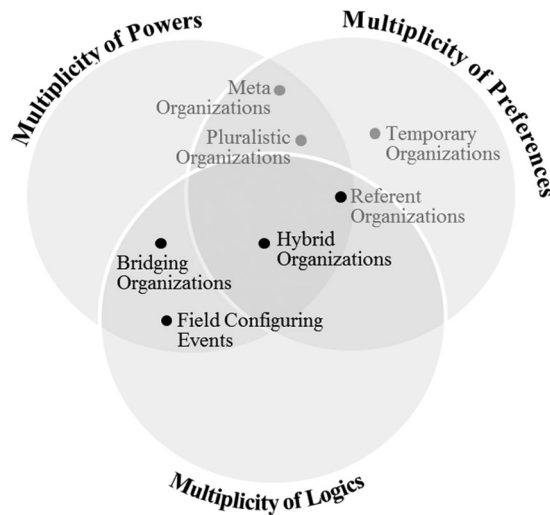 Multiplicity of Powers
Multiplicity of Preferences
Meta
Organizations
Pluralistic
Organizations
Temporary
Organizations
Referent
Organizations
Hybrid
Organizations
Bridging
Organizations
Field Configuring
Events
Multiplicity of Logics